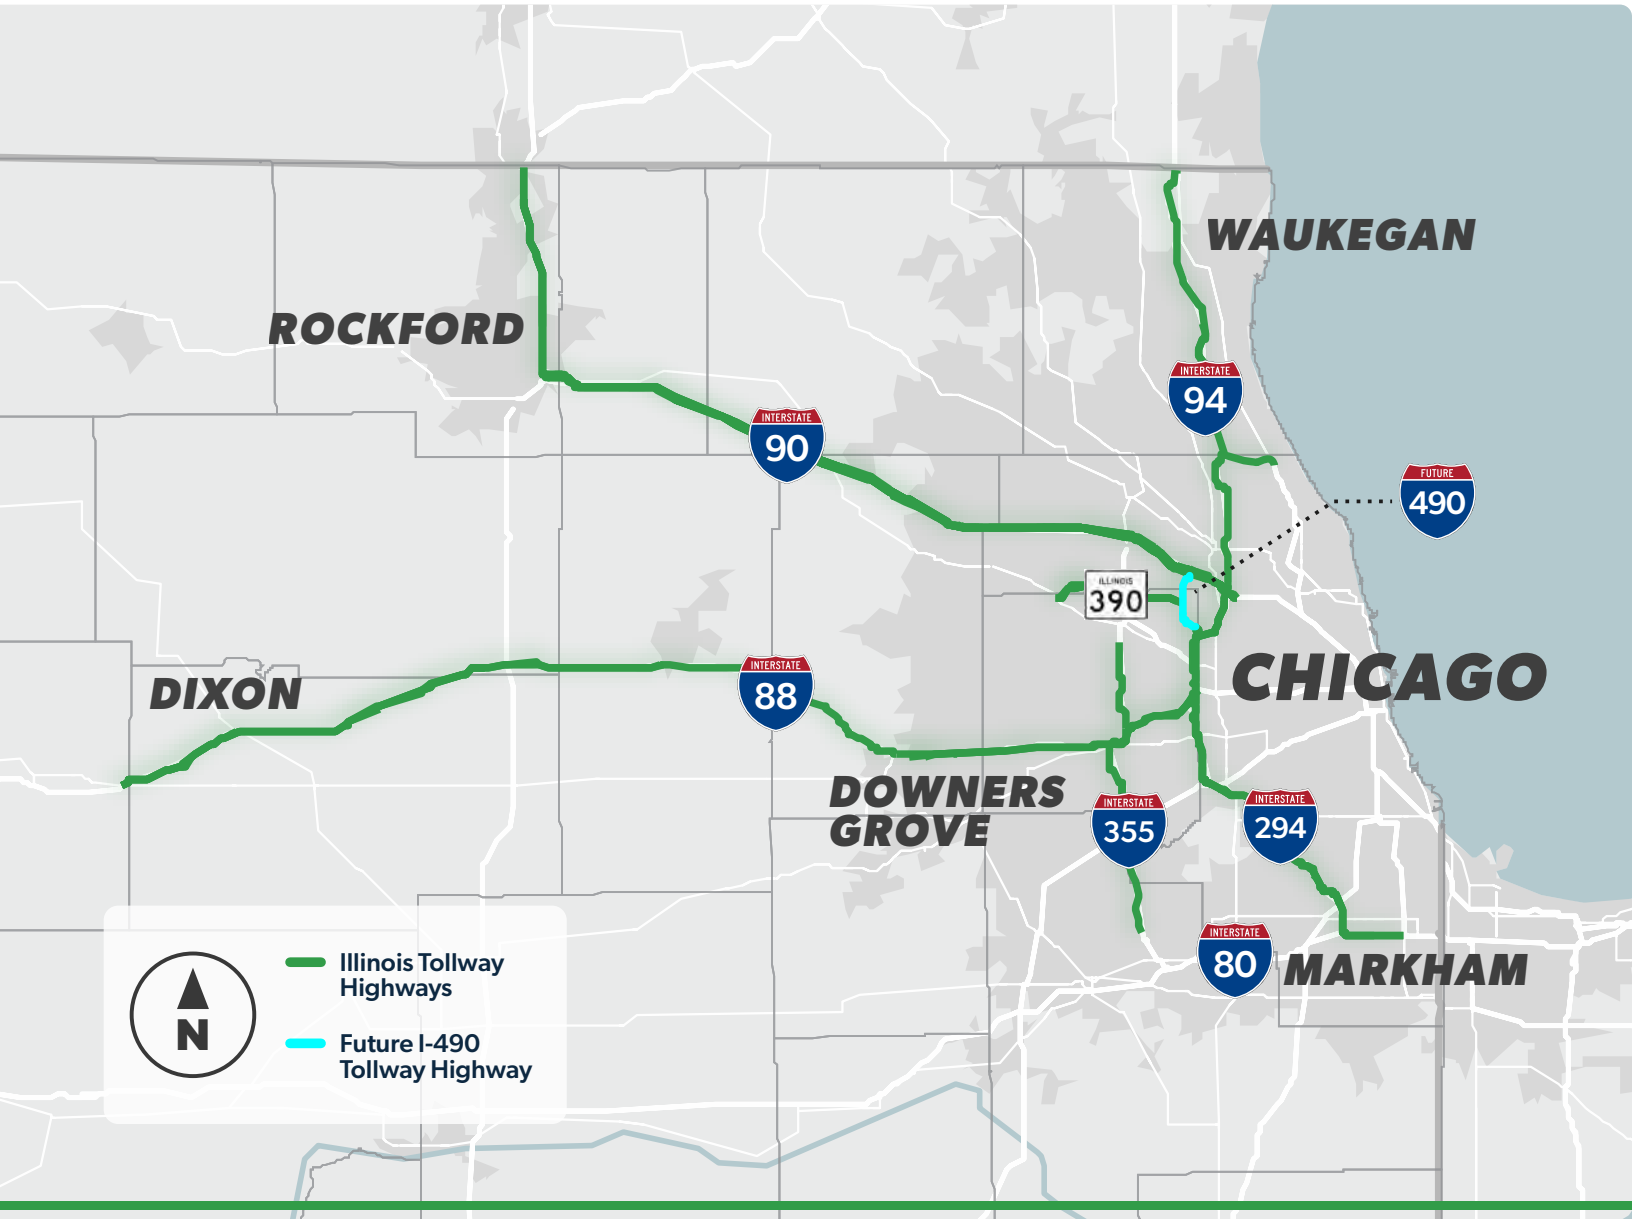 WAUKEGAN
ROCKFORD
INTERSTATE
94
INTERSTATE
90
FUTURE
490
ILLINOIS
390
CHICAGO
DIXON
INTERSTATE
88
DOWNERS
GROVE
INTERSTATE
355
INTERSTATE
294
INTERSTATE
80
MARKHAM
N
Illinois Tollway
Highways
Future I-490
Tollway Highway